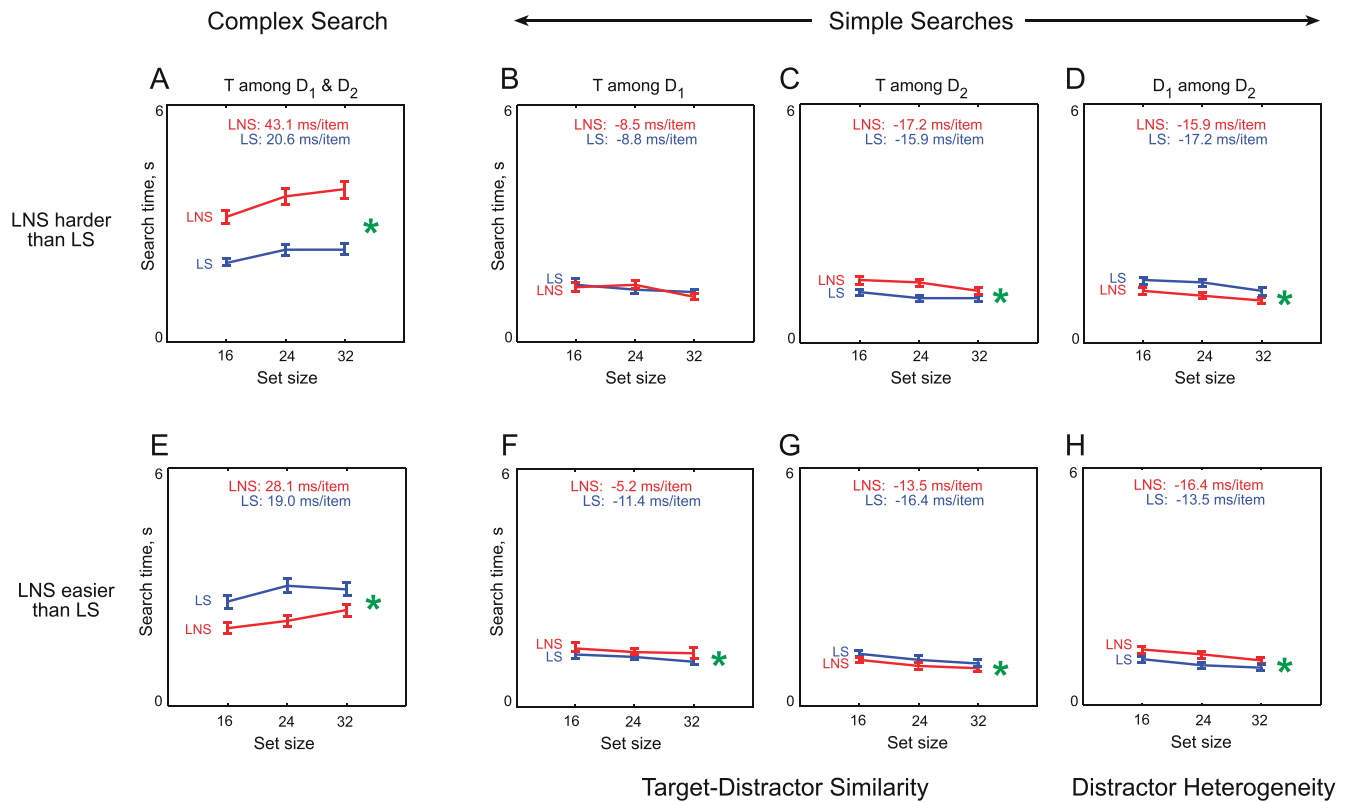 Complex Search
Simple Searches
A
T among D1 & D2
LNS: 43.1 ms/item
LS: 20.6 ms/item
6
0
Search time, s
LNS
LS
*
16 24 32
Set size
B
T among D1
LNS: -8.5 ms/item
LS: -8.8 ms/item
6
0
Search time, s
LS
LNS
16 24 32
Set size
C
T among D2
LNS: -17.2 ms/item
LS: -15.9 ms/item
6
0
LNS
LS
*
16 24 32
Set size
D
D1 among D2
LNS: -15.9 ms/item
LS: -17.2 ms/item
6
0
LS
LNS
*
16 24 32
Set size
LNS harder
than LS
E
LNS: 28.1 ms/item
LS: 19.0 ms/item
6
0
Search time, s
LS
LNS
*
16 24 32
Set size
F
LNS: -5.2 ms/item
LS: -11.4 ms/item
6
0
Search time, s
LNS
LS
*
16 24 32
Set size
G
LNS: -13.5 ms/item
LS: -16.4 ms/item
6
0
LS
LNS
*
16 24 32
Set size
H
LNS: -16.4 ms/item
LS: -13.5 ms/item
6
0
LNS
LS
*
16 24 32
Set size
LNS easier
than LS
Target-Distractor Similarity
Distractor Heterogeneity